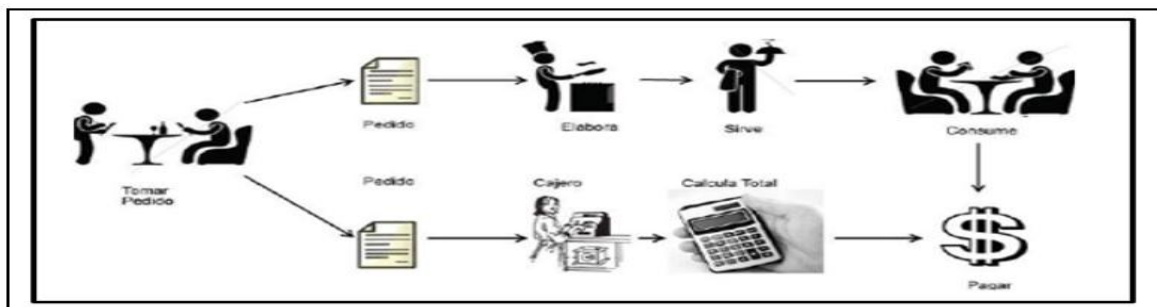 Pedido
Elabora
Sirve
Consume
Tomar
Pedido
Pedido
Cajero
Calcula Total
Pagar